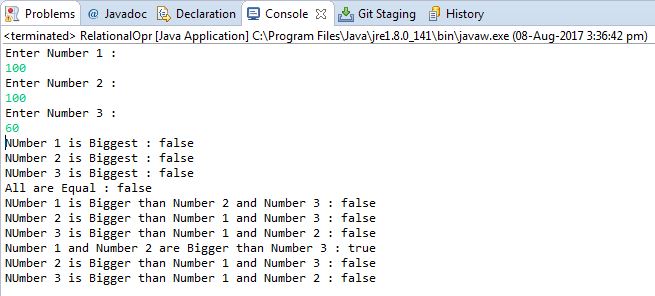 Problems @ Javadoc Declaration Console Git Staging History
<terminated> RelationalOpr [Java Application] C:\Program Files\Java\jre1.8.0_141\bin\javaw.exe (08-Aug-2017 3:36:42 pm)
Enter Number 1 :
100
Enter Number 2 :
100
Enter Number 3 :
60
NUmber 1 is Biggest : false
NUmber 2 is Biggest : false
NUmber 3 is Biggest : false
All are Equal : false
NUmber 1 is Bigger than Number 2 and Number 3 : false
NUmber 2 is Bigger than Number 1 and Number 3 : false
NUmber 3 is Bigger than Number 1 and Number 2 : false
Number 1 and Number 2 are Bigger than Number 3 : true
NUmber 2 is Bigger than Number 1 and Number 3 : false
NUmber 3 is Bigger than Number 1 and Number 2 : false